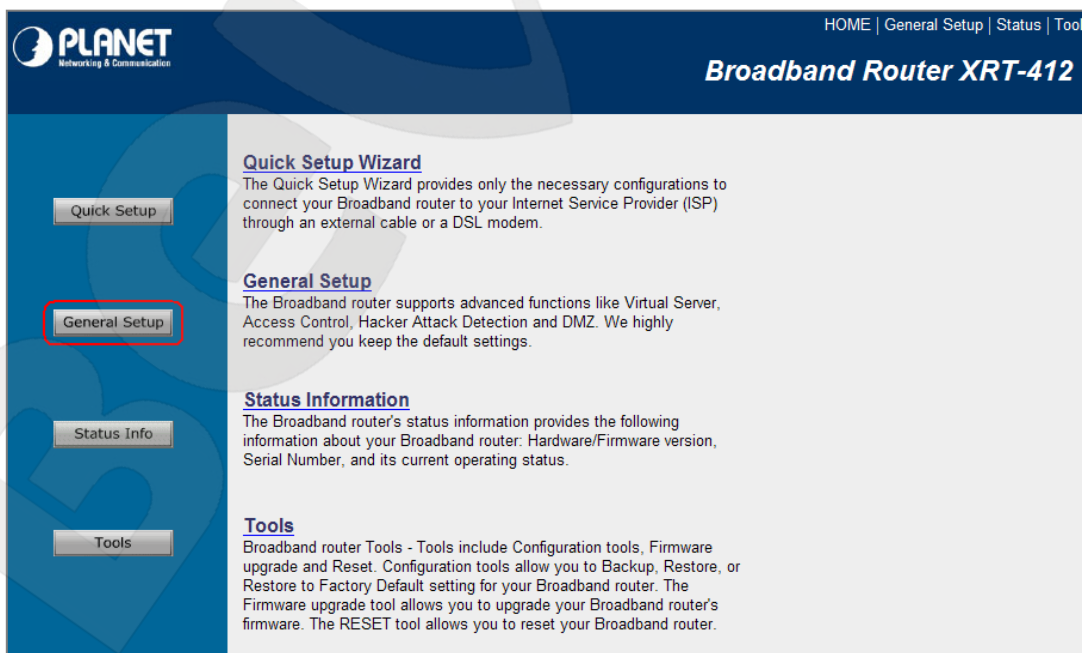 PLANET
Networking & Communication
HOME | General Setup | Status | Tool
Broadband Router XRT-412
Quick Setup
General Setup
Status Info
Tools
Quick Setup Wizard
The Quick Setup Wizard provides only the necessary configurations to
connect your Broadband router to your Internet Service Provider (ISP)
through an external cable or a DSL modem.
General Setup
The Broadband router supports advanced functions like Virtual Server,
Access Control, Hacker Attack Detection and DMZ. We highly
recommend you keep the default settings.
Status Information
The Broadband router's status information provides the following
information about your Broadband router: Hardware/Firmware version,
Serial Number, and its current operating status.
Tools
Broadband router Tools - Tools include Configuration tools, Firmware
upgrade and Reset. Configuration tools allow you to Backup, Restore, or
Restore to Factory Default setting for your Broadband router. The
Firmware upgrade tool allows you to upgrade your Broadband router's
firmware. The RESET tool allows you to reset your Broadband router.